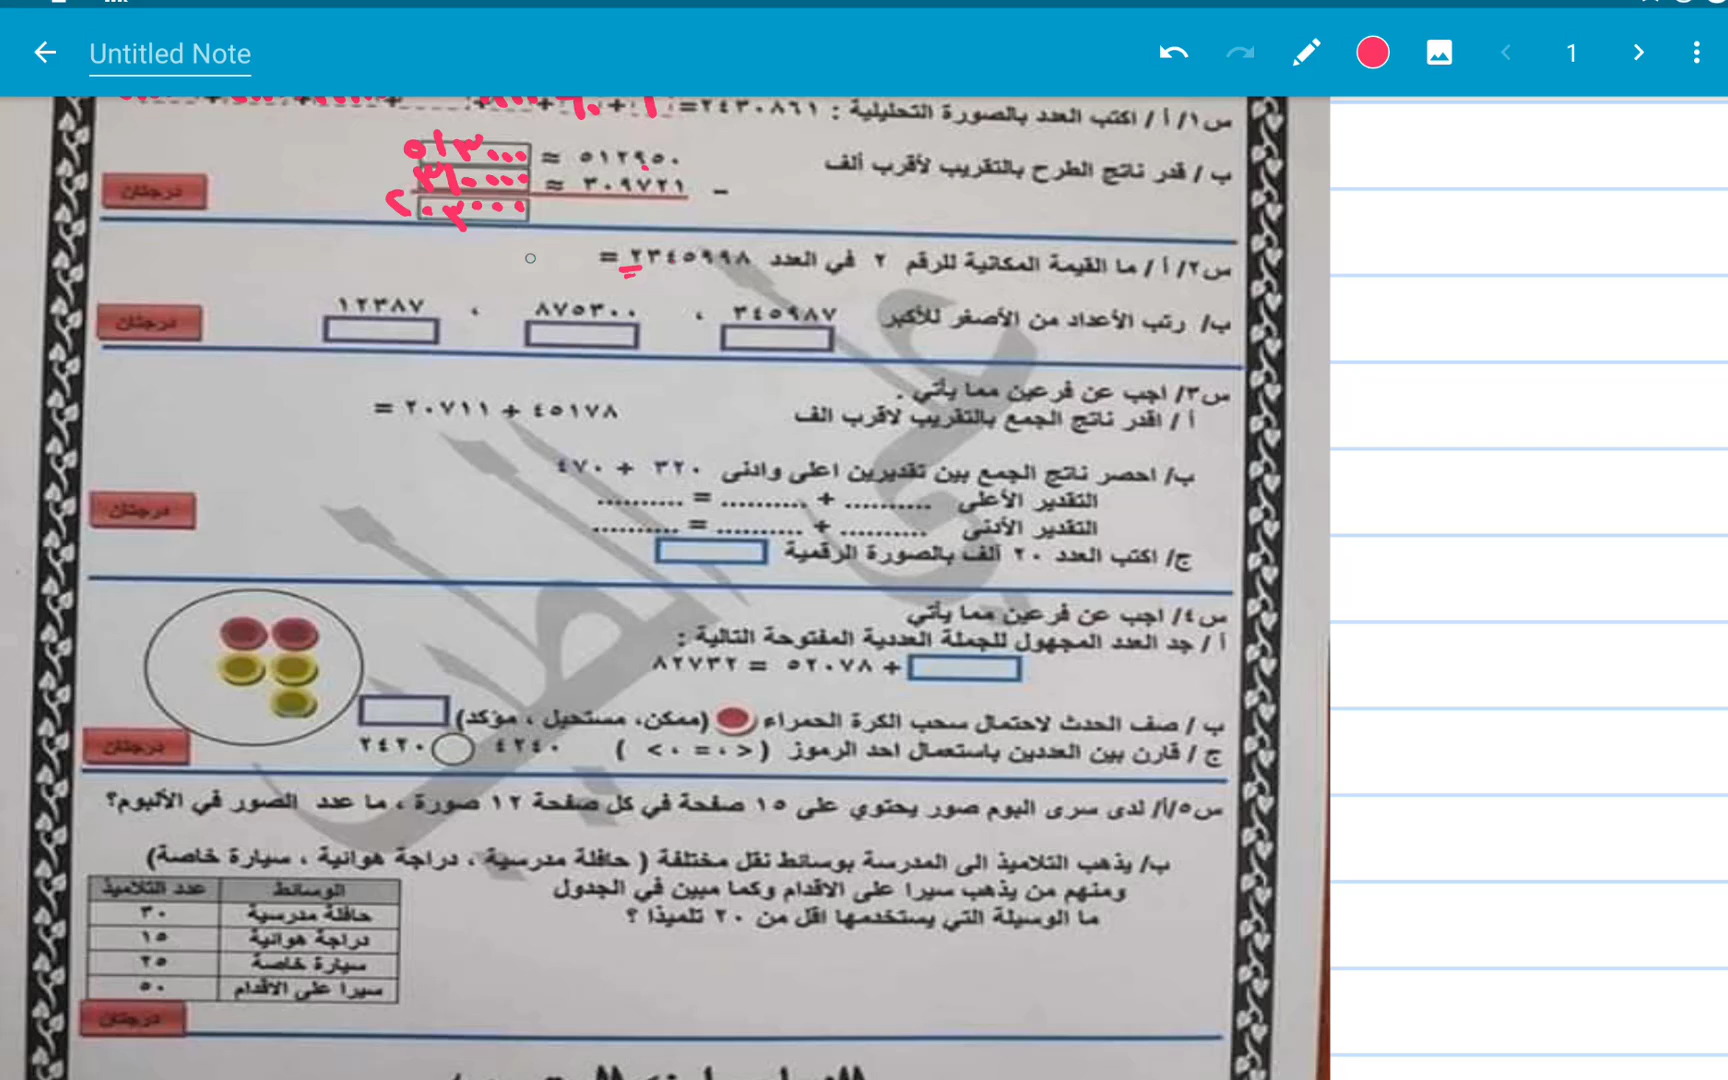 Untitled Note
1
س١/ أ / اكتب العدد بالصورة التحليلية : ٢٤٣٠٨٦١=
ب / قدر ناتج الطرح بالتقريب لأقرب ألف
٥١٢٩٥٠ ≈ ٥١٣٠٠٠
- ٣٠٩٧٢١ ≈ ٣١٠٠٠٠
٢٠٣٠٠٠
درجتان
س٢/ أ / ما القيمة المكانية للرقم ٢ في العدد ٢٣٤٥٩٩٨ =
ب/ رتب الأعداد من الأصغر للأكبر ٣٤٥٩٨٧ ، ٨٧٥٣٠٠ ، ١٢٣٨٧
درجتان
س٣/ اجب عن فرعين مما يأتي .
أ / اقدر ناتج الجمع بالتقريب لاقرب الف ٤٥١٧٨ + ٢٠٧١١ =
ب/ احصر ناتج الجمع بين تقديرين اعلى وادنى ٣٢٠ + ٤٧٠
التقدير الأعلى .......... + .......... = ..........
التقدير الأدنى .......... + .......... = ..........
درجتان
ج/ اكتب العدد ٢٠ ألف بالصورة الرقمية
س٤/ اجب عن فرعين مما يأتي
أ / جد العدد المجهول للجملة العددية المفتوحة التالية :
+ ٥٢٠٧٨ = ٨٢٧٣٢
ب / صف الحدث لاحتمال سحب الكرة الحمراء (ممكن، مستحيل ، مؤكد)
ج / قارن بين العددين باستعمال احد الرموز ( > ، = ، < ) ٤٢٤٠ ٢٤٢٠
درجتان
س٥/أ/ لدى سرى البوم صور يحتوي على ١٥ صفحة في كل صفحة ١٢ صورة ، ما عدد الصور في الألبوم؟
ب/ يذهب التلاميذ الى المدرسة بوسائط نقل مختلفة ( حافلة مدرسية ، دراجة هوائية ، سيارة خاصة)
ومنهم من يذهب سيرا على الاقدام وكما مبين في الجدول
ما الوسيلة التي يستخدمها اقل من ٢٠ تلميذا ؟
الوسائط عدد التلاميذ
حافلة مدرسية ٣٠
دراجة هوائية ١٥
سيارة خاصة ٢٥
سيرا على الاقدام ٥٠
درجتان